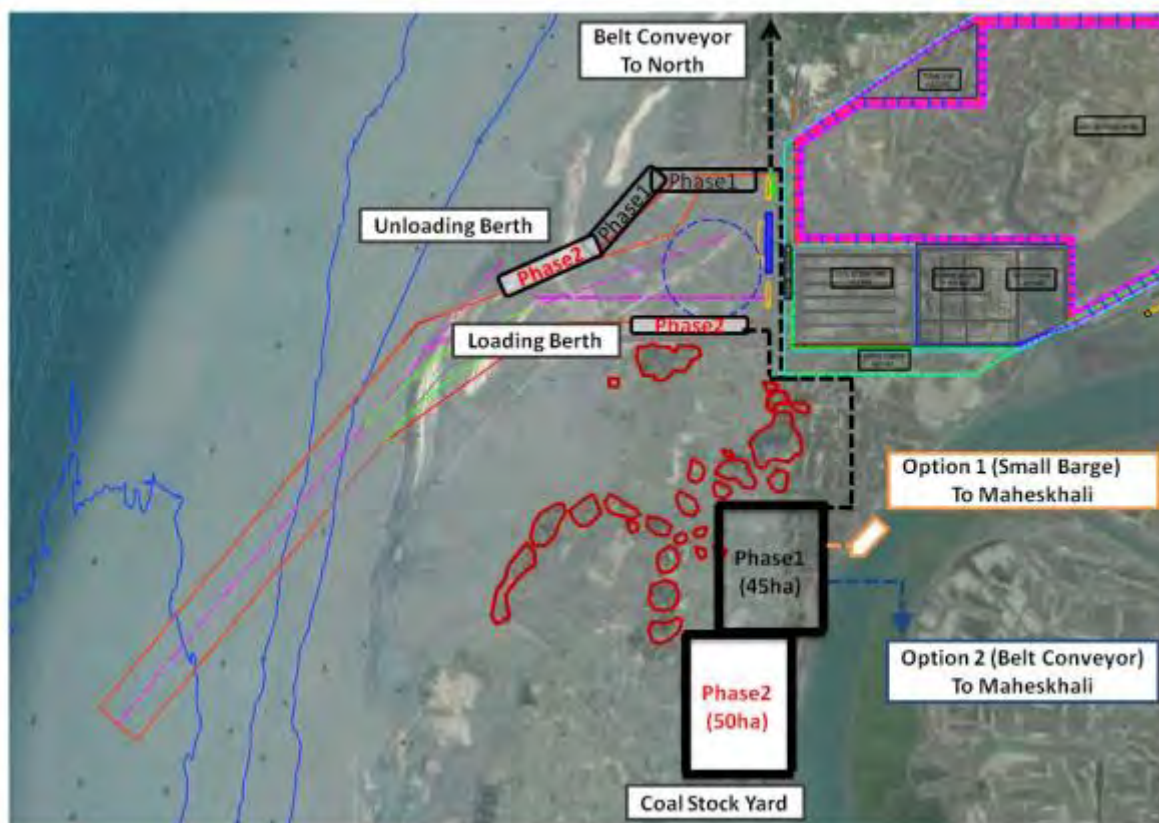 Belt Conveyor
To North
Phase1
Phase1
Unloading Berth
Phase2
Loading Berth
Phase2
Option 1 (Small Barge)
To Maheskhali
Phase1
(45ha)
Option 2 (Belt Conveyor)
To Maheskhali
Phase2
(50ha)
Coal Stock Yard